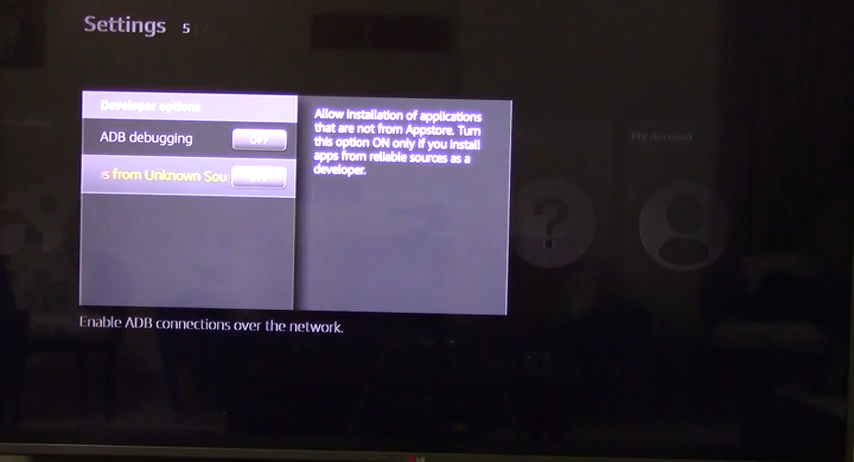 Settings 5
Developer options
ADB debugging OFF
s from Unknown Sou OFF
Allow installation of applications
that are not from Appstore. Turn
this option ON only if you install
apps from reliable sources as a
developer.
My Account
?
Enable ADB connections over the network.
LG